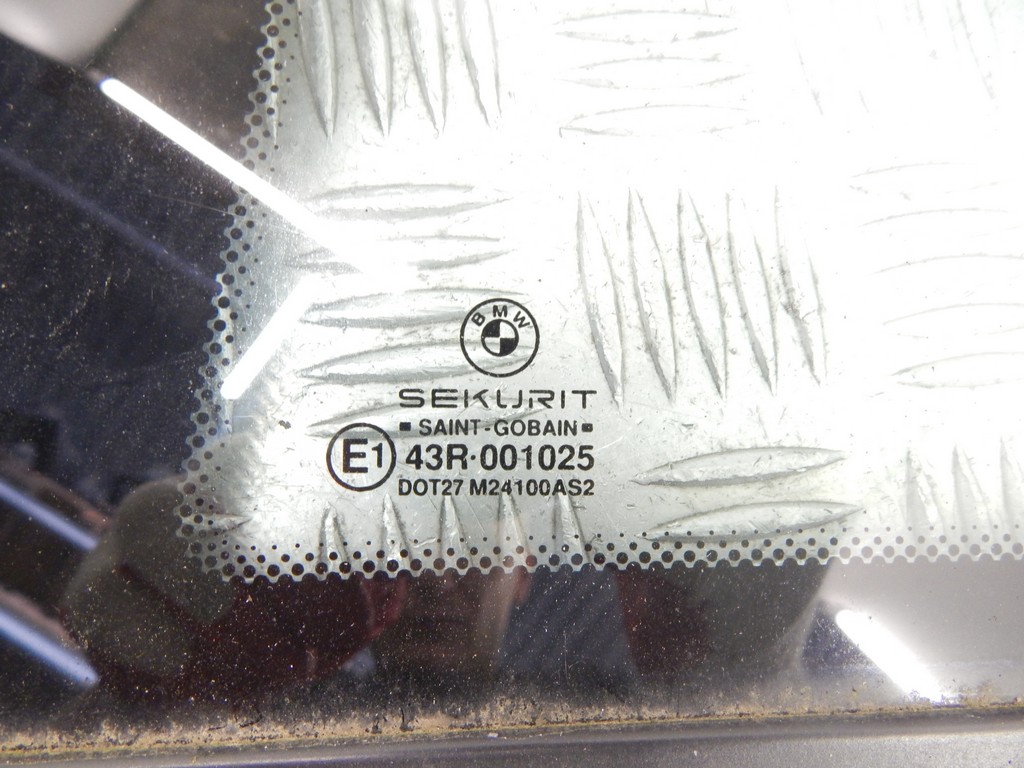 BMW
SEKURIT
SAINT-GOBAIN
E1 43R·001025
DOT27 M24100AS2